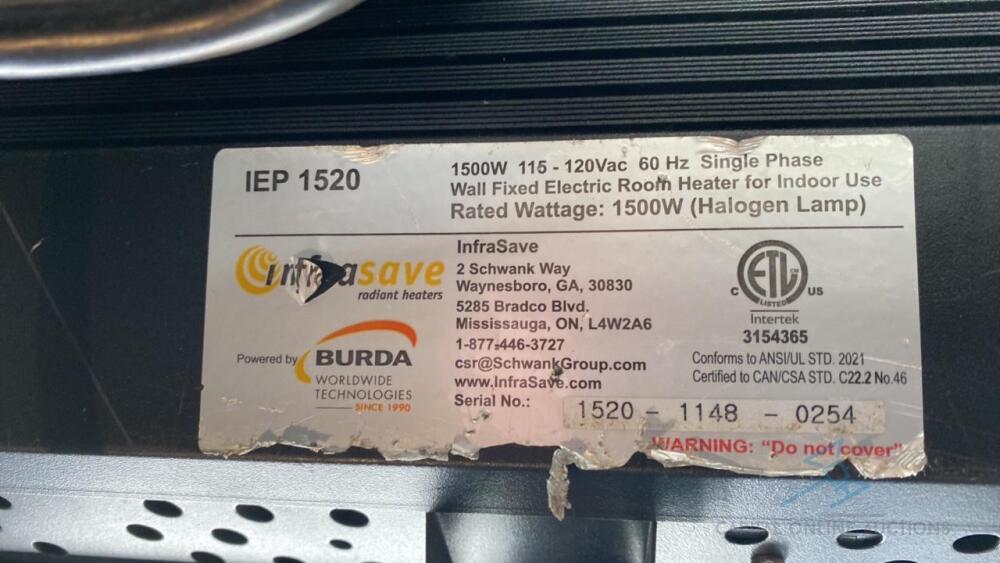 IEP 1520
1500W 115 - 120Vac 60 Hz Single Phase
Wall Fixed Electric Room Heater for Indoor Use
Rated Wattage: 1500W (Halogen Lamp)
infrasave
radiant heaters
Powered by BURDA
WORLDWIDE
TECHNOLOGIES
SINCE 1990
InfraSave
2 Schwank Way
Waynesboro, GA, 30830
5285 Bradco Blvd.
Mississauga, ON, L4W2A6
1-877-446-3727
csr@SchwankGroup.com
www.InfraSave.com
Serial No.: 1520 - 1148 - 0254
ETL
C LISTED US
Intertek
3154365
Conforms to ANSI/UL STD. 2021
Certified to CAN/CSA STD. C22.2 No.46
WARNING: "Do not cover"
ONLINE AUCTIONS